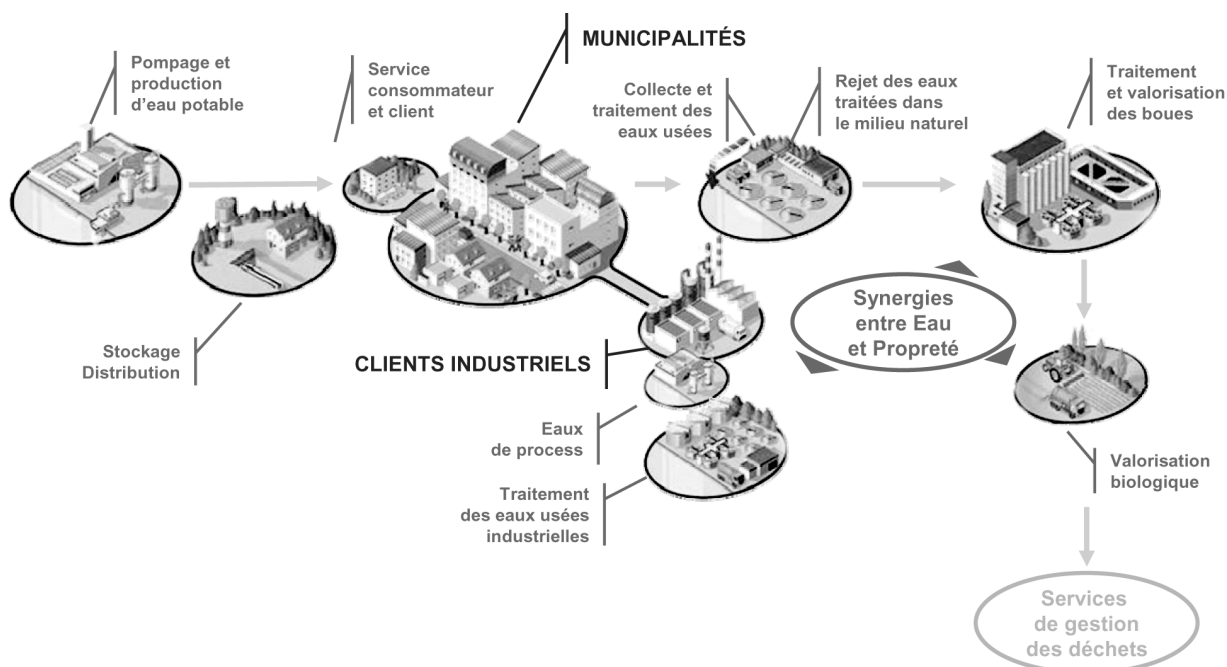 MUNICIPALITÉS
Pompage et
production
d'eau potable
Service
consommateur
et client
Collecte et
traitement des
eaux usées
Rejet des eaux
traitées dans
le milieu naturel
Traitement
et valorisation
des boues
Stockage
Distribution
CLIENTS INDUSTRIELS
Synergies
entre Eau
et Propreté
Eaux
de process
Traitement
des eaux usées
industrielles
Valorisation
biologique
Services
de gestion
des déchets